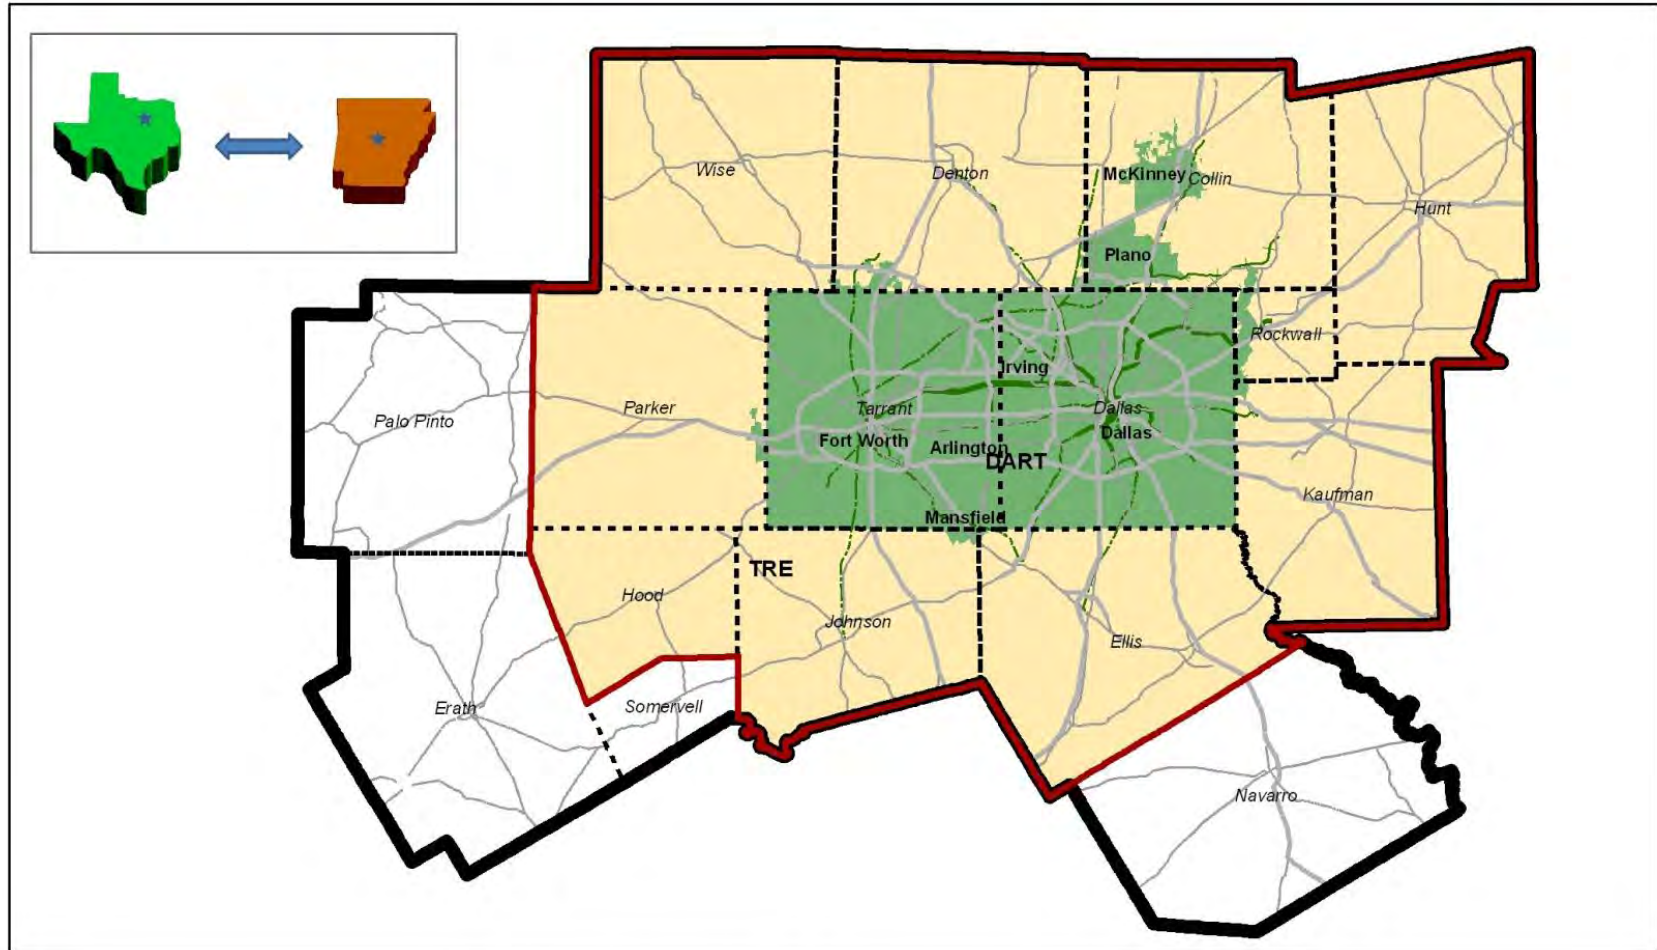 Wise
Denton
McKinney
Collin
Hunt
Plano
Rockwall
Irving
Palo Pinto
Parker
Tarrant
Dallas
Fort Worth
Arlington
Dallas
DART
Kaufman
Mansfield
TRE
Hood
Johnson
Ellis
Erath
Somervell
Navarro